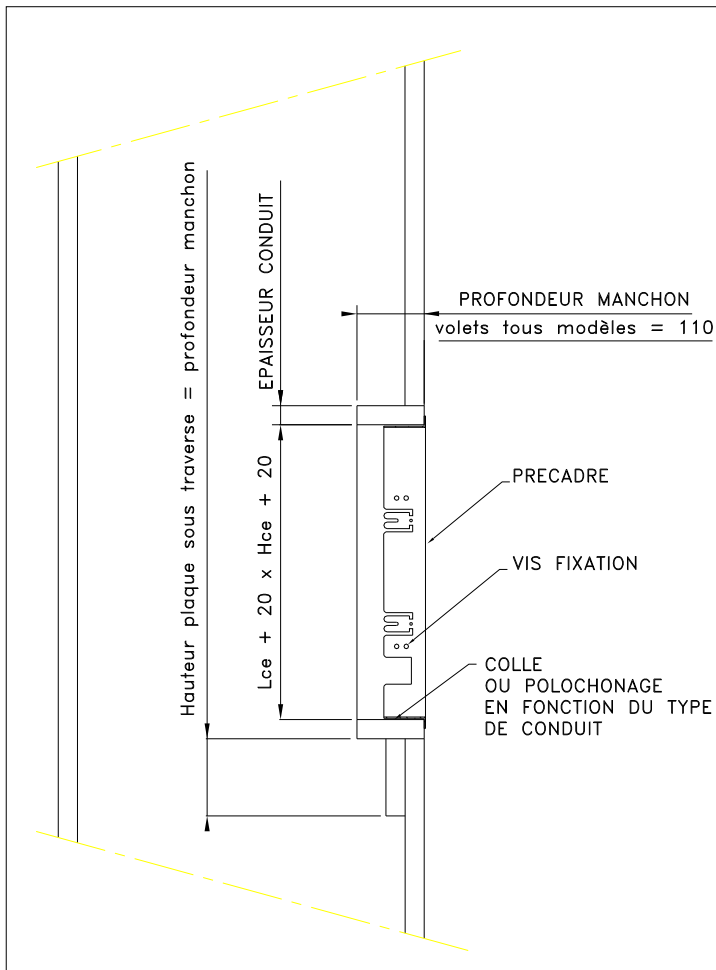 Hauteur plaque sous traverse = profondeur manchon
EPAISSEUR CONDUIT
Lce + 20 x Hce + 20
PROFONDEUR MANCHON
volets tous modèles = 110
PRECADRE
VIS FIXATION
COLLE
OU POLOCHONAGE
EN FONCTION DU TYPE
DE CONDUIT